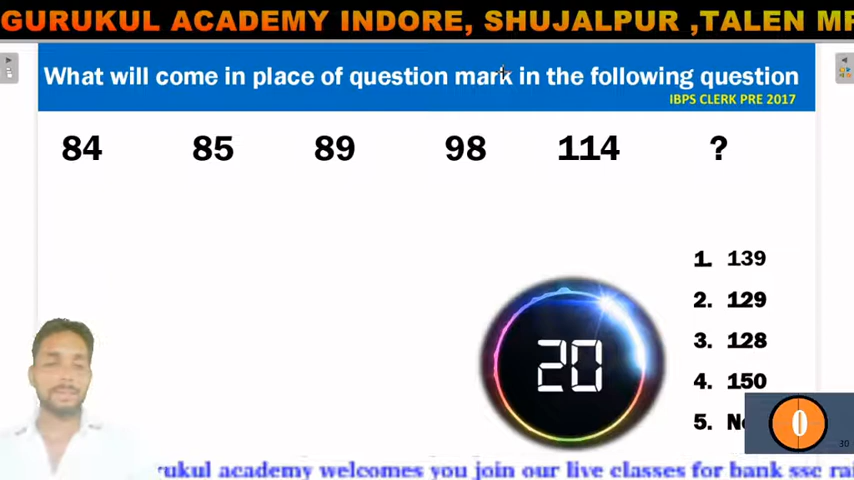 GURUKUL ACADEMY INDORE, SHUJALPUR ,TALEN MP
What will come in place of question mark in the following question
IBPS CLERK PRE 2017
84 85 89 98 114 ?
1. 139
2. 129
3. 128
4. 150
5.
20
0
30
ukul academy welcomes you join our live classes for bank ssc rai